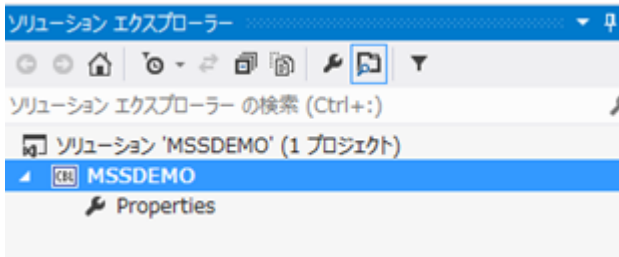 ソリューション エクスプローラー
ソリューション エクスプローラー の検索 (Ctrl+:)
ソリューション 'MSSDEMO' (1 プロジェクト)
CBL MSSDEMO
Properties